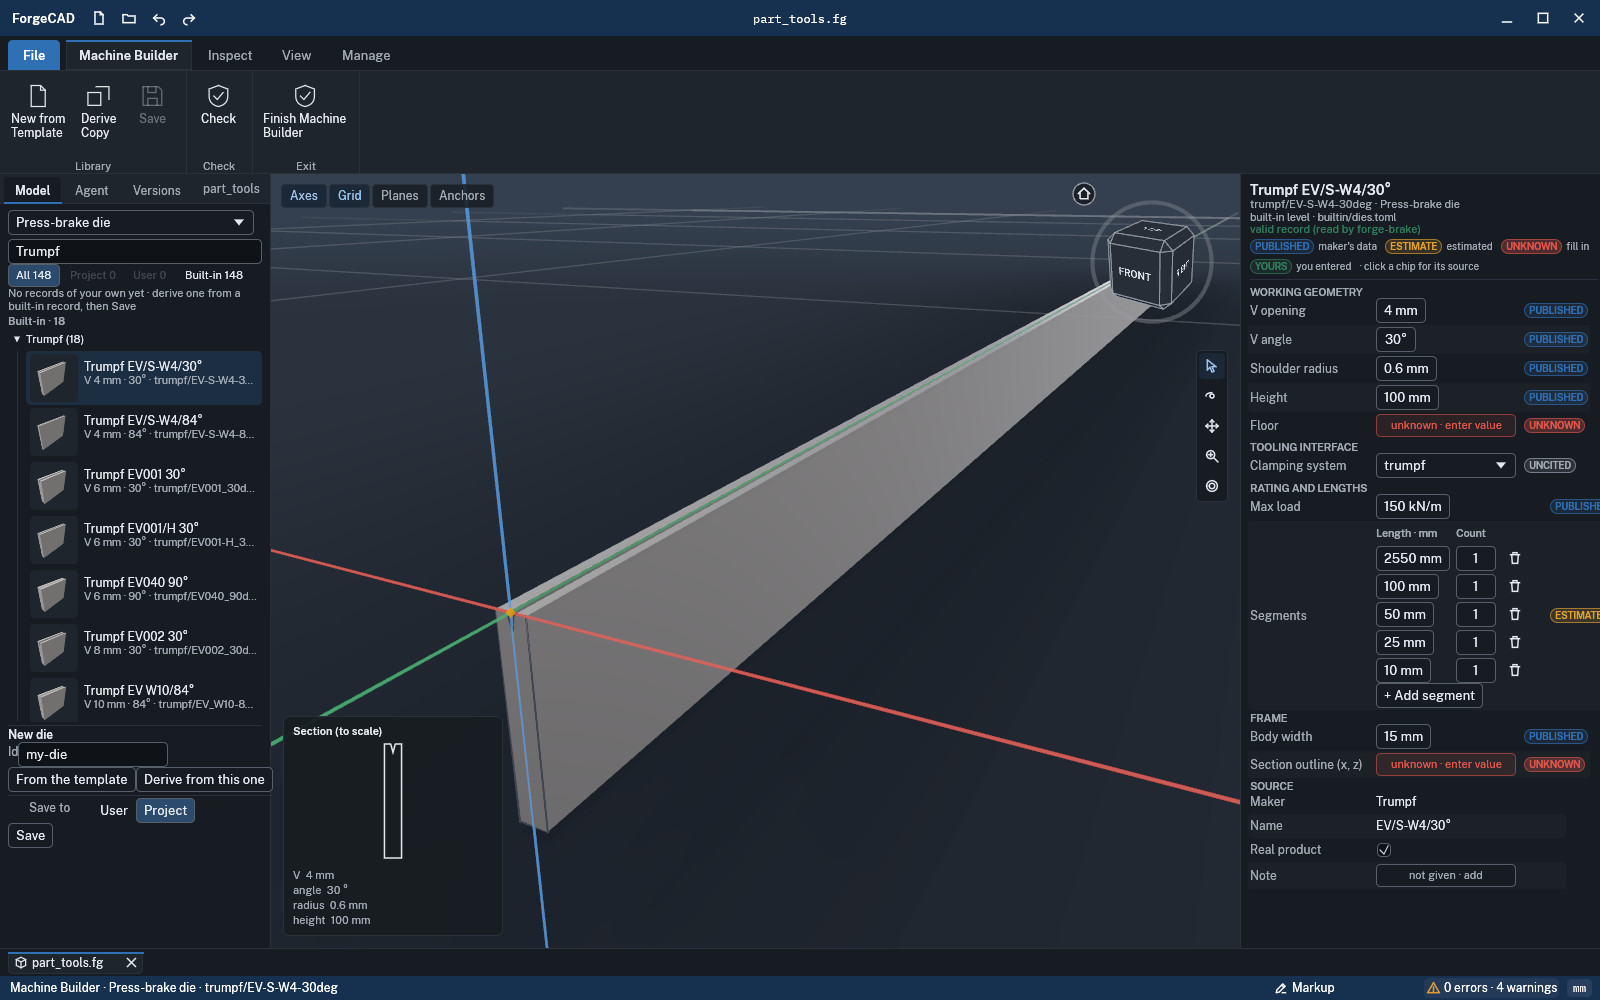 ForgeCAD
part_tools.fg
File
Machine Builder
Inspect
View
Manage
New from
Template
Derive
Copy
Save
Check
Finish Machine
Builder
Library
Check
Exit
Model
Agent
Versions
part_tools
Press-brake die
Trumpf
All 148
Project 0
User 0
Built-in 148
No records of your own yet · derive one from a
built-in record, then Save
Built-in · 18
Trumpf (18)
Trumpf EV/S-W4/30°
V 4 mm · 30° · trumpf/EV-S-W4-3...
Trumpf EV/S-W4/84°
V 4 mm · 84° · trumpf/EV-S-W4-8...
Trumpf EV001 30°
V 6 mm · 30° · trumpf/EV001_30d...
Trumpf EV001/H 30°
V 6 mm · 30° · trumpf/EV001-H_3...
Trumpf EV040 90°
V 6 mm · 90° · trumpf/EV040_90d...
Trumpf EV002 30°
V 8 mm · 30° · trumpf/EV002_30d...
Trumpf EV W10/84°
V 10 mm · 84° · trumpf/EV_W10-8...
New die
Id
my-die
From the template
Derive from this one
Save to
User
Project
Save
Axes
Grid
Planes
Anchors
FRONT
Section (to scale)
V 4 mm
angle 30 °
radius 0.6 mm
height 100 mm
Trumpf EV/S-W4/30°
trumpf/EV-S-W4-30deg · Press-brake die
built-in level · builtin/dies.toml
valid record (read by forge-brake)
PUBLISHED maker's data ESTIMATE estimated UNKNOWN fill in
YOURS you entered · click a chip for its source
WORKING GEOMETRY
V opening 4 mm PUBLISHED
V angle 30° PUBLISHED
Shoulder radius 0.6 mm PUBLISHED
Height 100 mm PUBLISHED
Floor unknown · enter value UNKNOWN
TOOLING INTERFACE
Clamping system trumpf UNCITED
RATING AND LENGTHS
Max load 150 kN/m PUBLISHE
Length · mm Count
2550 mm 1
100 mm 1
Segments 50 mm 1 ESTIMATE
25 mm 1
10 mm 1
+ Add segment
FRAME
Body width 15 mm PUBLISHED
Section outline (x, z) unknown · enter value UNKNOWN
SOURCE
Maker Trumpf
Name EV/S-W4/30°
Real product
Note not given · add
part_tools.fg
Machine Builder · Press-brake die · trumpf/EV-S-W4-30deg
Markup
0 errors · 4 warnings
mm